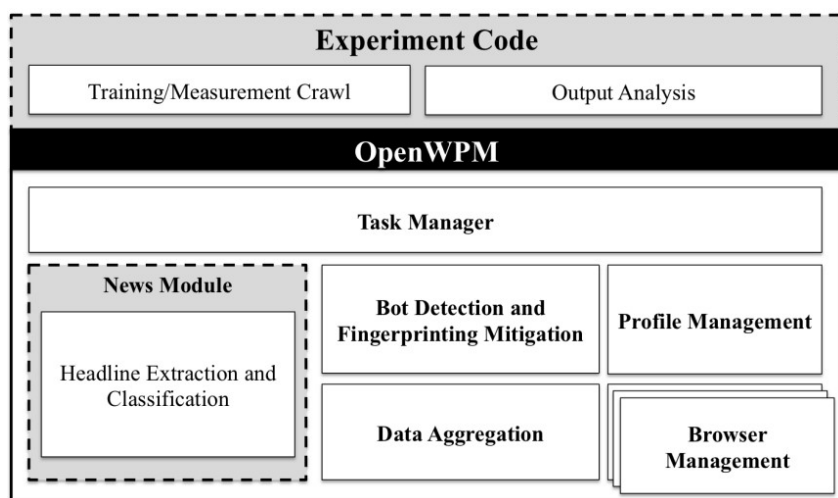 Experiment Code
Training/Measurement Crawl
Output Analysis
OpenWPM
Task Manager
News Module
Headline Extraction and
Classification
Bot Detection and
Fingerprinting Mitigation
Profile Management
Data Aggregation
Browser
Management